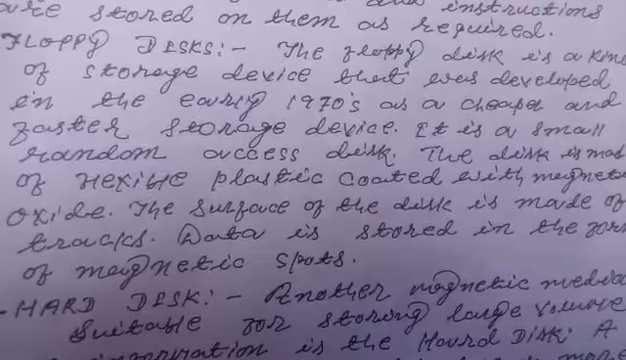 are stored on them as required.
FLOPPY DISKS:- The floppy disk is a kind
of storage device that was developed
in the early 1970's as a cheaper and
faster storage device. It is a small
random access disk. The disk is made
of flexible plastic coated with magnetic
oxide. The surface of the disk is made of
tracks. Data is stored in the form
of magnetic spots.
- HARD DISK:- Another magnetic media
suitable for storing large volume
information is the Hard Disk. A